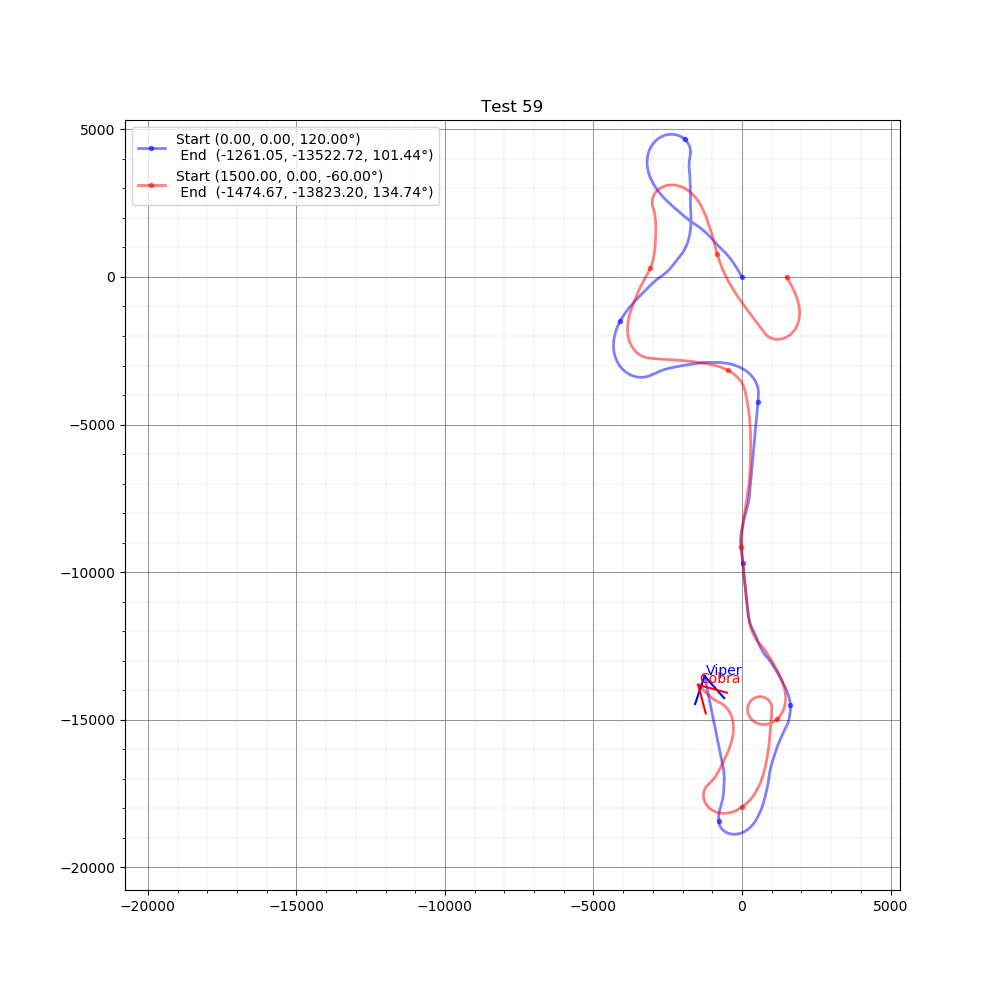 Test 59
Start (0.00, 0.00, 120.00°)
End (-1261.05, -13522.72, 101.44°)
Start (1500.00, 0.00, -60.00°)
End (-1474.67, -13823.20, 134.74°)
5000
0
−5000
−10000
−15000
−20000
Viper
Cobra
−20000 −15000 −10000 −5000 0 5000